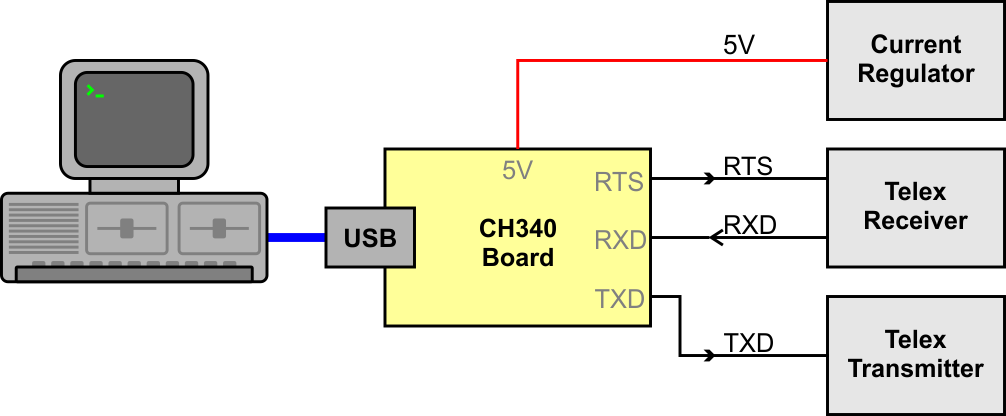 >_
USB
CH340
Board
5V
RTS
RXD
TXD
5V
RTS
RXD
TXD
Current
Regulator
Telex
Receiver
Telex
Transmitter